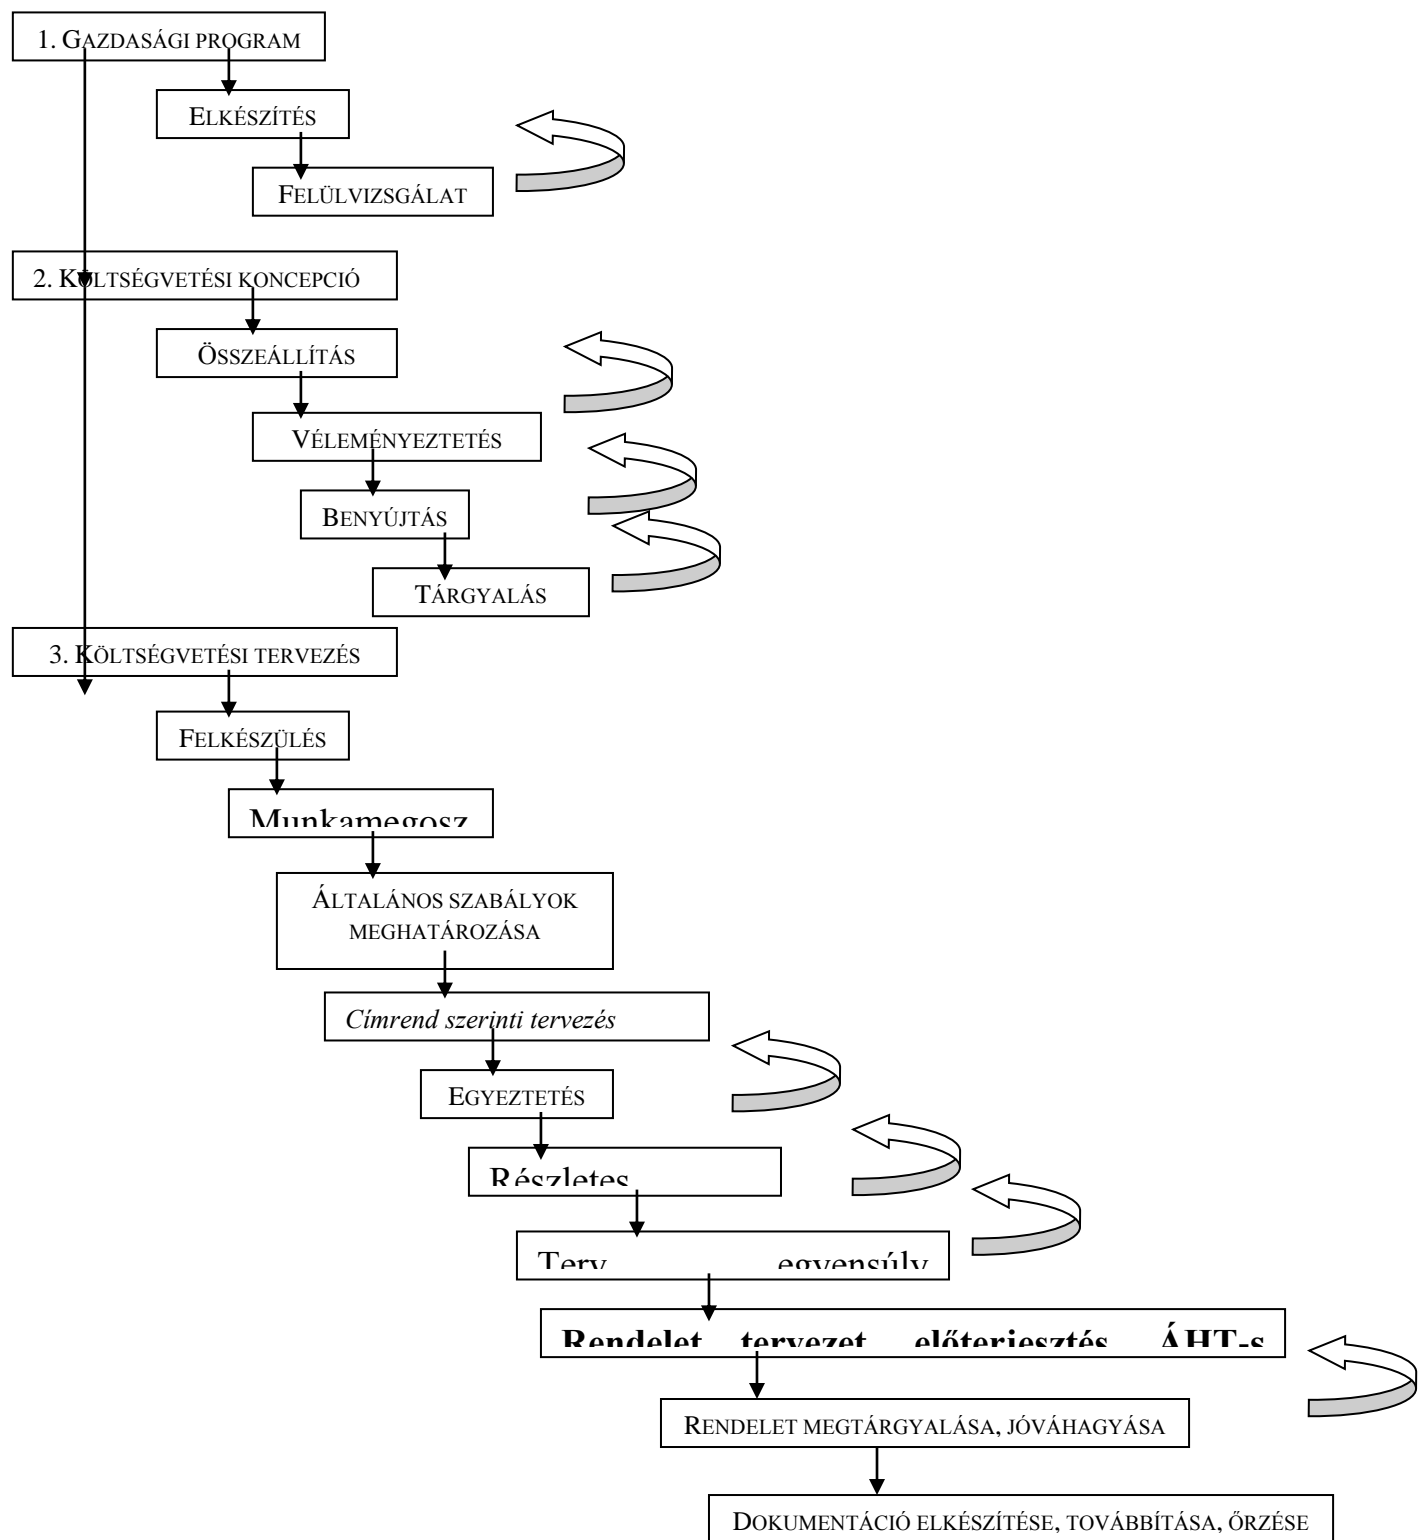 1. GAZDASÁGI PROGRAM
ELKÉSZÍTÉS
FELÜLVIZSGÁLAT
2. KÖLTSÉGVETÉSI KONCEPCIÓ
ÖSSZEÁLLÍTÁS
VÉLEMÉNYEZTETÉS
BENYÚJTÁS
TÁRGYALÁS
3. KÖLTSÉGVETÉSI TERVEZÉS
FELKÉSZÜLÉS
Munkamegosz
ÁLTALÁNOS SZABÁLYOK
MEGHATÁROZÁSA
Címrend szerinti tervezés
EGYEZTETÉS
Részletes
Terv egyensúly
Rendelet tervezet előterjesztés ÁHT-s
RENDELET MEGTÁRGYALÁSA, JÓVÁHAGYÁSA
DOKUMENTÁCIÓ ELKÉSZÍTÉSE, TOVÁBBÍTÁSA, ŐRZÉSE